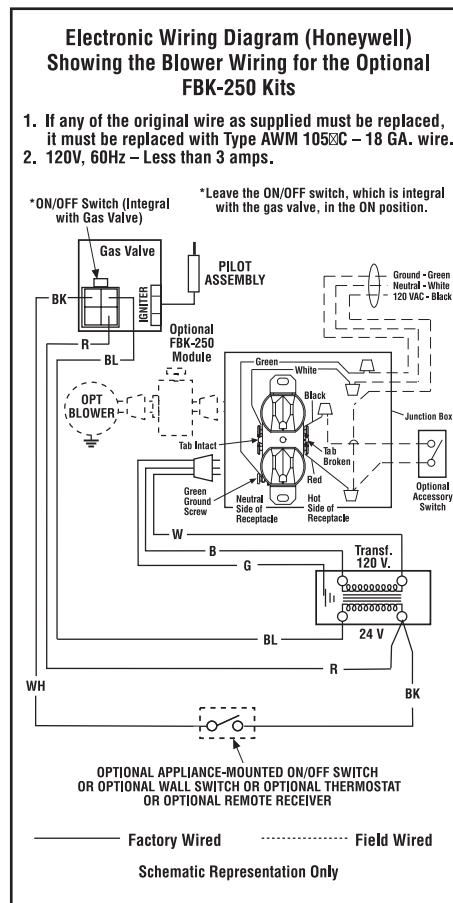 Electronic Wiring Diagram (Honeywell)
Showing the Blower Wiring for the Optional
FBK-250 Kits
1. If any of the original wire as supplied must be replaced,
it must be replaced with Type AWM 105☒C – 18 GA. wire.
2. 120V, 60Hz – Less than 3 amps.
*ON/OFF Switch (Integral
with Gas Valve)
*Leave the ON/OFF switch, which is integral
with the gas valve, in the ON position.
Gas Valve
IGNITER
PILOT
ASSEMBLY
Ground - Green
Neutral - White
120 VAC - Black
BK
R
BL
Optional
FBK-250
Module
OPT
BLOWER
Green
White
Black
Junction Box
Tab Intact
Tab
Broken
Red
Green
Ground
Screw
Neutral
Side of
Receptacle
Hot
Side of
Receptacle
Optional
Accessory
Switch
W
B
G
Transf.
120 V.
24 V
BL
R
WH
BK
OPTIONAL APPLIANCE-MOUNTED ON/OFF SWITCH
OR OPTIONAL WALL SWITCH OR OPTIONAL THERMOSTAT
OR OPTIONAL REMOTE RECEIVER
Factory Wired
Field Wired
Schematic Representation Only